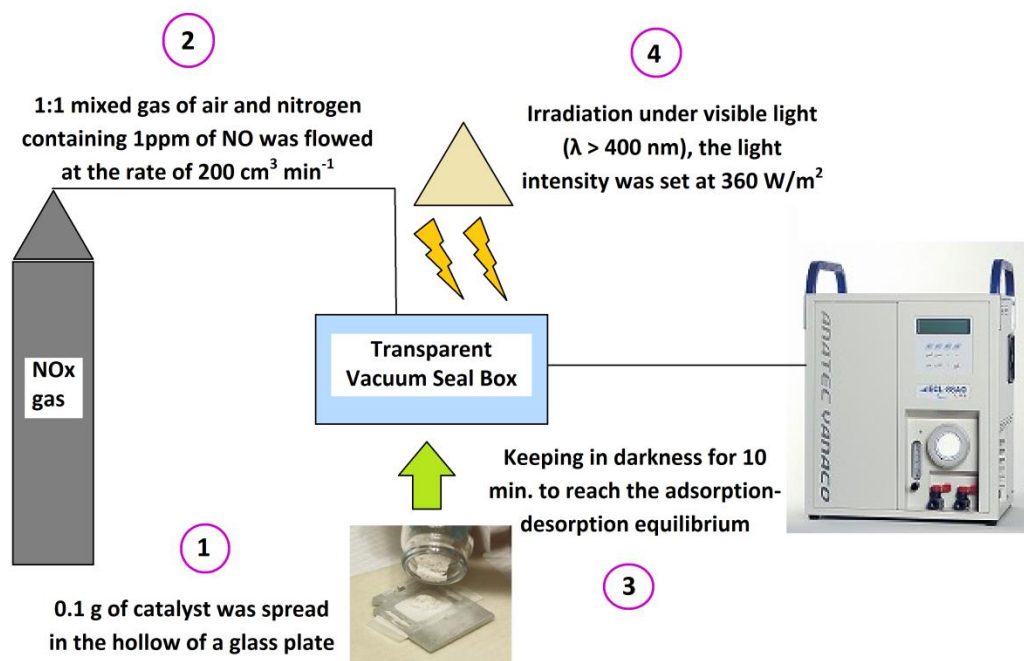 2
1:1 mixed gas of air and nitrogen
containing 1ppm of NO was flowed
at the rate of 200 cm³ min⁻¹
4
Irradiation under visible light
(λ > 400 nm), the light
intensity was set at 360 W/m²
NOx
gas
Transparent
Vacuum Seal Box
ANATEC YANACO
Keeping in darkness for 10
min. to reach the adsorption-
desorption equilibrium
3
1
0.1 g of catalyst was spread
in the hollow of a glass plate